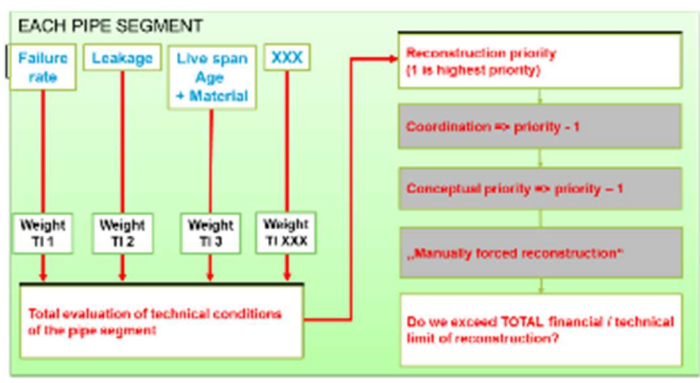 EACH PIPE SEGMENT
Failure
rate
Leakage
Live span
Age
+ Material
XXX
Weight
TI 1
Weight
TI 2
Weight
TI 3
Weight
TI XXX
Total evaluation of technical conditions
of the pipe segment
Reconstruction priority
(1 is highest priority)
Coordination => priority - 1
Conceptual priority => priority – 1
„Manually forced reconstruction“
Do we exceed TOTAL financial / technical
limit of reconstruction?